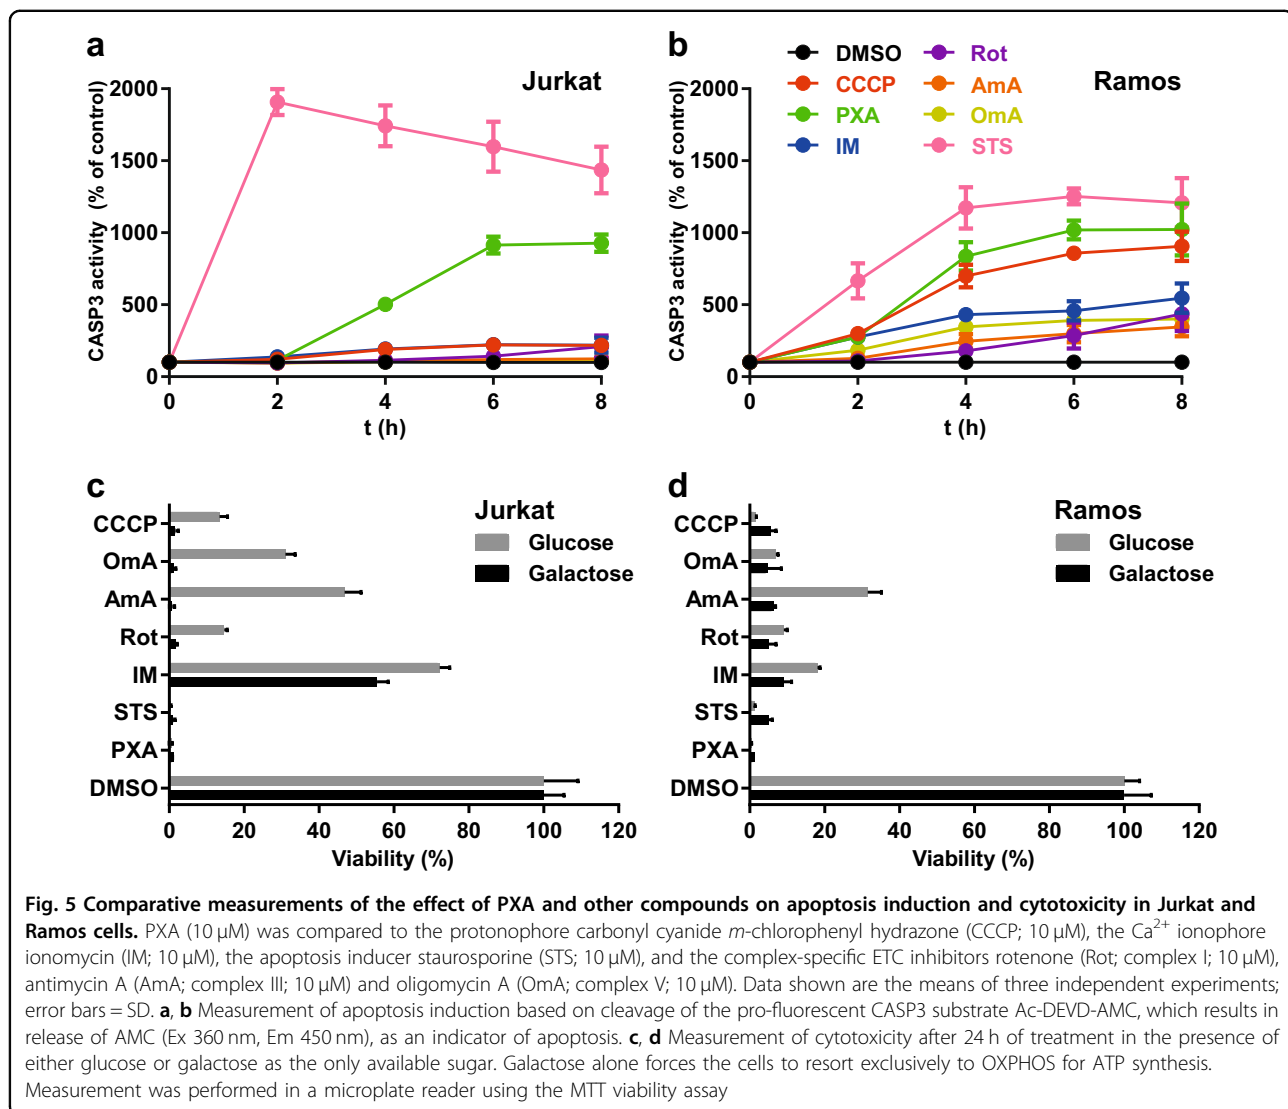 a
Jurkat
CASP3 activity (% of control)
2000
1500
1000
500
0
0 2 4 6 8
t (h)
b
DMSO
CCCP
PXA
IM
Rot
AmA
OmA
STS
Ramos
CASP3 activity (% of control)
2000
1500
1000
500
0
0 2 4 6 8
t (h)
c
Jurkat
Glucose
Galactose
CCCP
OmA
AmA
Rot
IM
STS
PXA
DMSO
0 20 40 60 80 100 120
Viability (%)
d
Ramos
Glucose
Galactose
CCCP
OmA
AmA
Rot
IM
STS
PXA
DMSO
0 20 40 60 80 100 120
Viability (%)
Fig. 5 Comparative measurements of the effect of PXA and other compounds on apoptosis induction and cytotoxicity in Jurkat and
Ramos cells. PXA (10 µM) was compared to the protonophore carbonyl cyanide m-chlorophenyl hydrazone (CCCP; 10 µM), the Ca²⁺ ionophore
ionomycin (IM; 10 µM), the apoptosis inducer staurosporine (STS; 10 µM), and the complex-specific ETC inhibitors rotenone (Rot; complex I; 10 µM),
antimycin A (AmA; complex III; 10 µM) and oligomycin A (OmA; complex V; 10 µM). Data shown are the means of three independent experiments;
error bars = SD. a, b Measurement of apoptosis induction based on cleavage of the pro-fluorescent CASP3 substrate Ac-DEVD-AMC, which results in
release of AMC (Ex 360 nm, Em 450 nm), as an indicator of apoptosis. c, d Measurement of cytotoxicity after 24 h of treatment in the presence of
either glucose or galactose as the only available sugar. Galactose alone forces the cells to resort exclusively to OXPHOS for ATP synthesis.
Measurement was performed in a microplate reader using the MTT viability assay